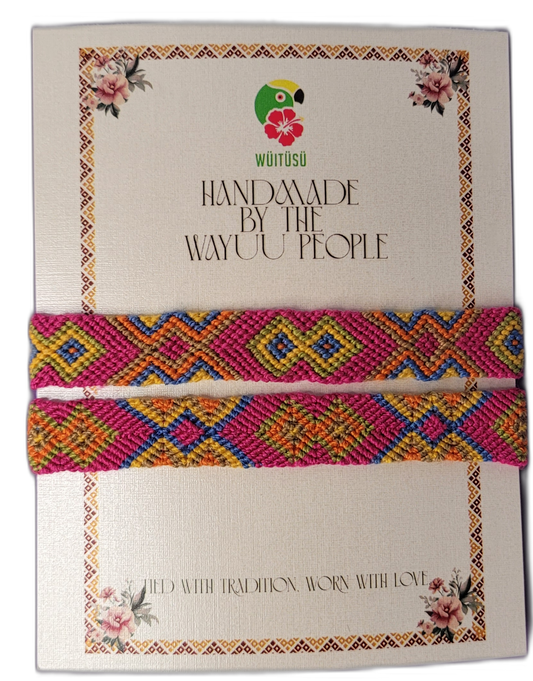 WÜITÜSÜ
HANDMADE
BY THE
WAYUU PEOPLE
TIED WITH TRADITION, WORN WITH LOVE